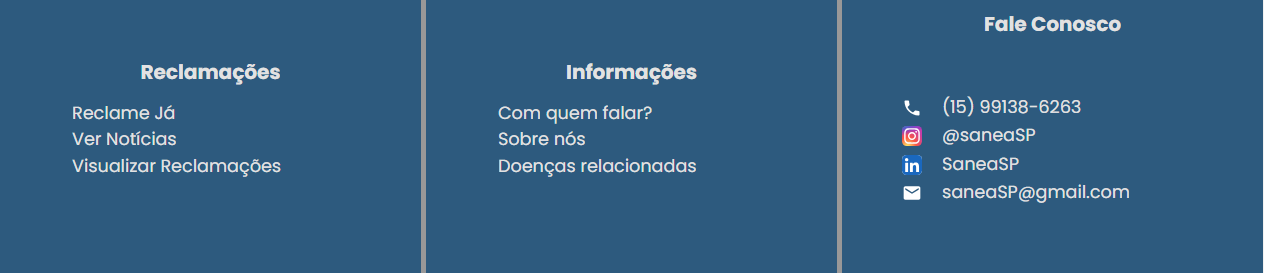 Reclamações
Reclame Já
Ver Notícias
Visualizar Reclamações
Informações
Com quem falar?
Sobre nós
Doenças relacionadas
Fale Conosco
(15) 99138-6263
@saneaSP
SaneaSP
saneaSP@gmail.com